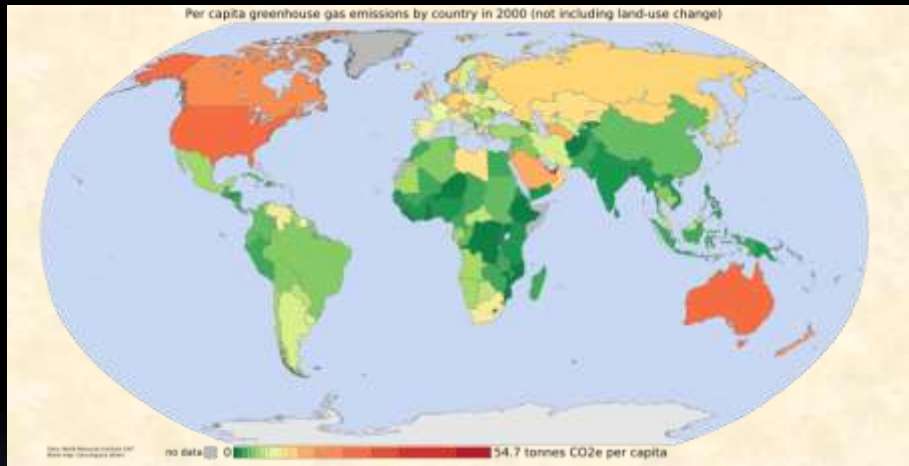 Per capita greenhouse gas emissions by country in 2000 (not including land-use change)
no data 0 54.7 tonnes CO2e per capita